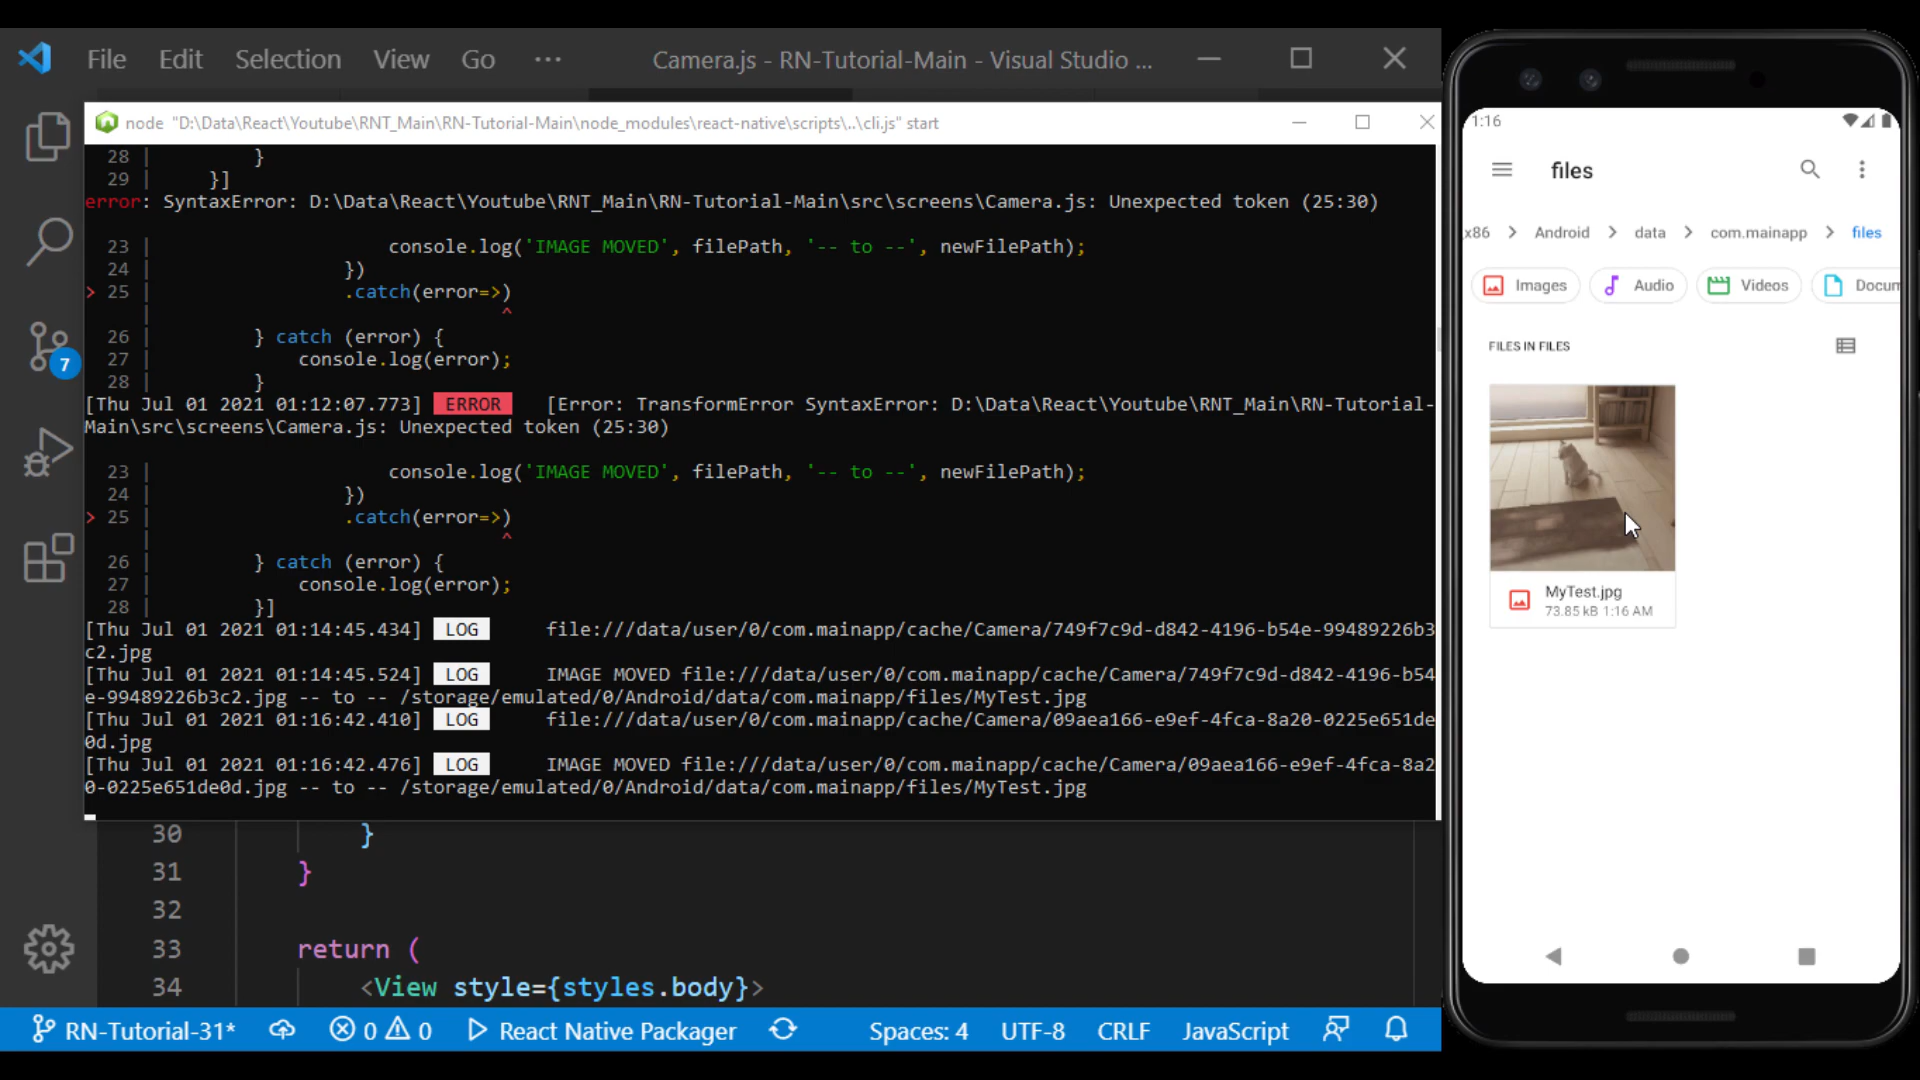 File Edit Selection View Go ··· Camera.js - RN-Tutorial-Main - Visual Studio ...
node "D:\Data\React\Youtube\RNT_Main\RN-Tutorial-Main\node_modules\react-native\scripts\..\cli.js" start
28 | }
29 | }]
error: SyntaxError: D:\Data\React\Youtube\RNT_Main\RN-Tutorial-Main\src\screens\Camera.js: Unexpected token (25:30)
23 | console.log('IMAGE MOVED', filePath, '-- to --', newFilePath);
24 | })
> 25 | .catch(error=>)
| ^
26 | } catch (error) {
27 | console.log(error);
28 | }
[Thu Jul 01 2021 01:12:07.773] ERROR [Error: TransformError SyntaxError: D:\Data\React\Youtube\RNT_Main\RN-Tutorial-
Main\src\screens\Camera.js: Unexpected token (25:30)
23 | console.log('IMAGE MOVED', filePath, '-- to --', newFilePath);
24 | })
> 25 | .catch(error=>)
| ^
26 | } catch (error) {
27 | console.log(error);
28 | }]
[Thu Jul 01 2021 01:14:45.434] LOG file:///data/user/0/com.mainapp/cache/Camera/749f7c9d-d842-4196-b54e-99489226b3
c2.jpg
[Thu Jul 01 2021 01:14:45.524] LOG IMAGE MOVED file:///data/user/0/com.mainapp/cache/Camera/749f7c9d-d842-4196-b54
e-99489226b3c2.jpg -- to -- /storage/emulated/0/Android/data/com.mainapp/files/MyTest.jpg
[Thu Jul 01 2021 01:16:42.410] LOG file:///data/user/0/com.mainapp/cache/Camera/09aea166-e9ef-4fca-8a20-0225e651de
0d.jpg
[Thu Jul 01 2021 01:16:42.476] LOG IMAGE MOVED file:///data/user/0/com.mainapp/cache/Camera/09aea166-e9ef-4fca-8a2
0-0225e651de0d.jpg -- to -- /storage/emulated/0/Android/data/com.mainapp/files/MyTest.jpg
30 }
31 }
32
33 return (
34 <View style={styles.body}>
7
RN-Tutorial-31* 0 0 React Native Packager Spaces: 4 UTF-8 CRLF JavaScript
1:16
files
x86 > Android > data > com.mainapp > files
Images Audio Videos Docum
FILES IN FILES
MyTest.jpg
73.85 kB 1:16 AM